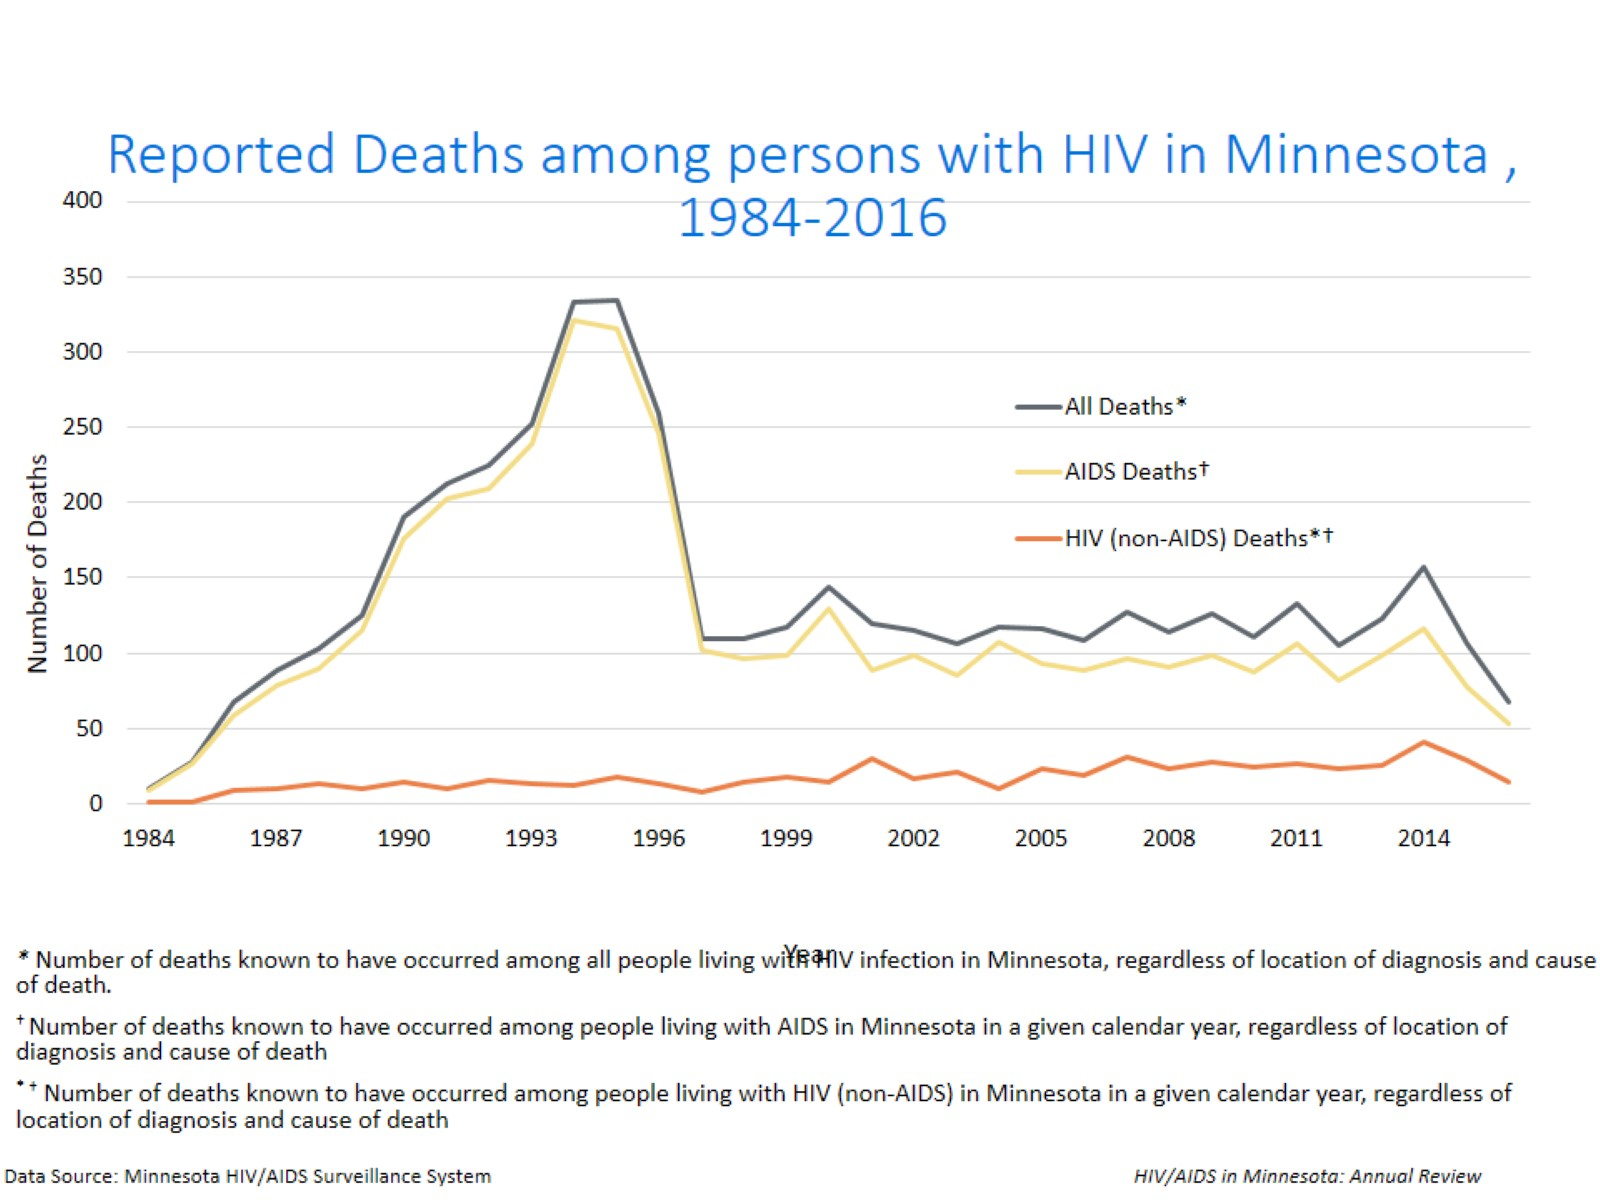 Reported Deaths among persons with HIV in Minnesota ,
1984-2016
400
350
300
250
200
150
100
50
0
Number of Deaths
All Deaths*
AIDS Deaths†
HIV (non-AIDS) Deaths*†
1984 1987 1990 1993 1996 1999 2002 2005 2008 2011 2014
Year
* Number of deaths known to have occurred among all people living with HIV infection in Minnesota, regardless of location of diagnosis and cause
of death.
† Number of deaths known to have occurred among people living with AIDS in Minnesota in a given calendar year, regardless of location of
diagnosis and cause of death
* † Number of deaths known to have occurred among people living with HIV (non-AIDS) in Minnesota in a given calendar year, regardless of
location of diagnosis and cause of death
Data Source: Minnesota HIV/AIDS Surveillance System
HIV/AIDS in Minnesota: Annual Review